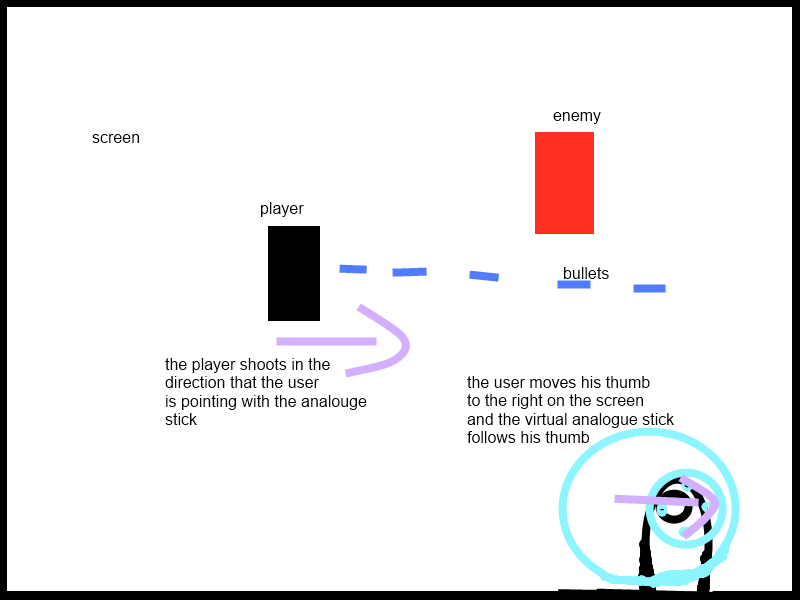 enemy
screen
player
bullets
the player shoots in the
direction that the user
is pointing with the analouge
stick
the user moves his thumb
to the right on the screen
and the virtual analogue stick
follows his thumb